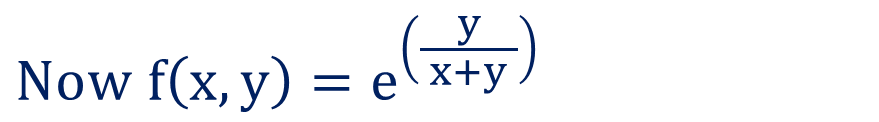 Now f(x, y) = e^(y/(x+y))